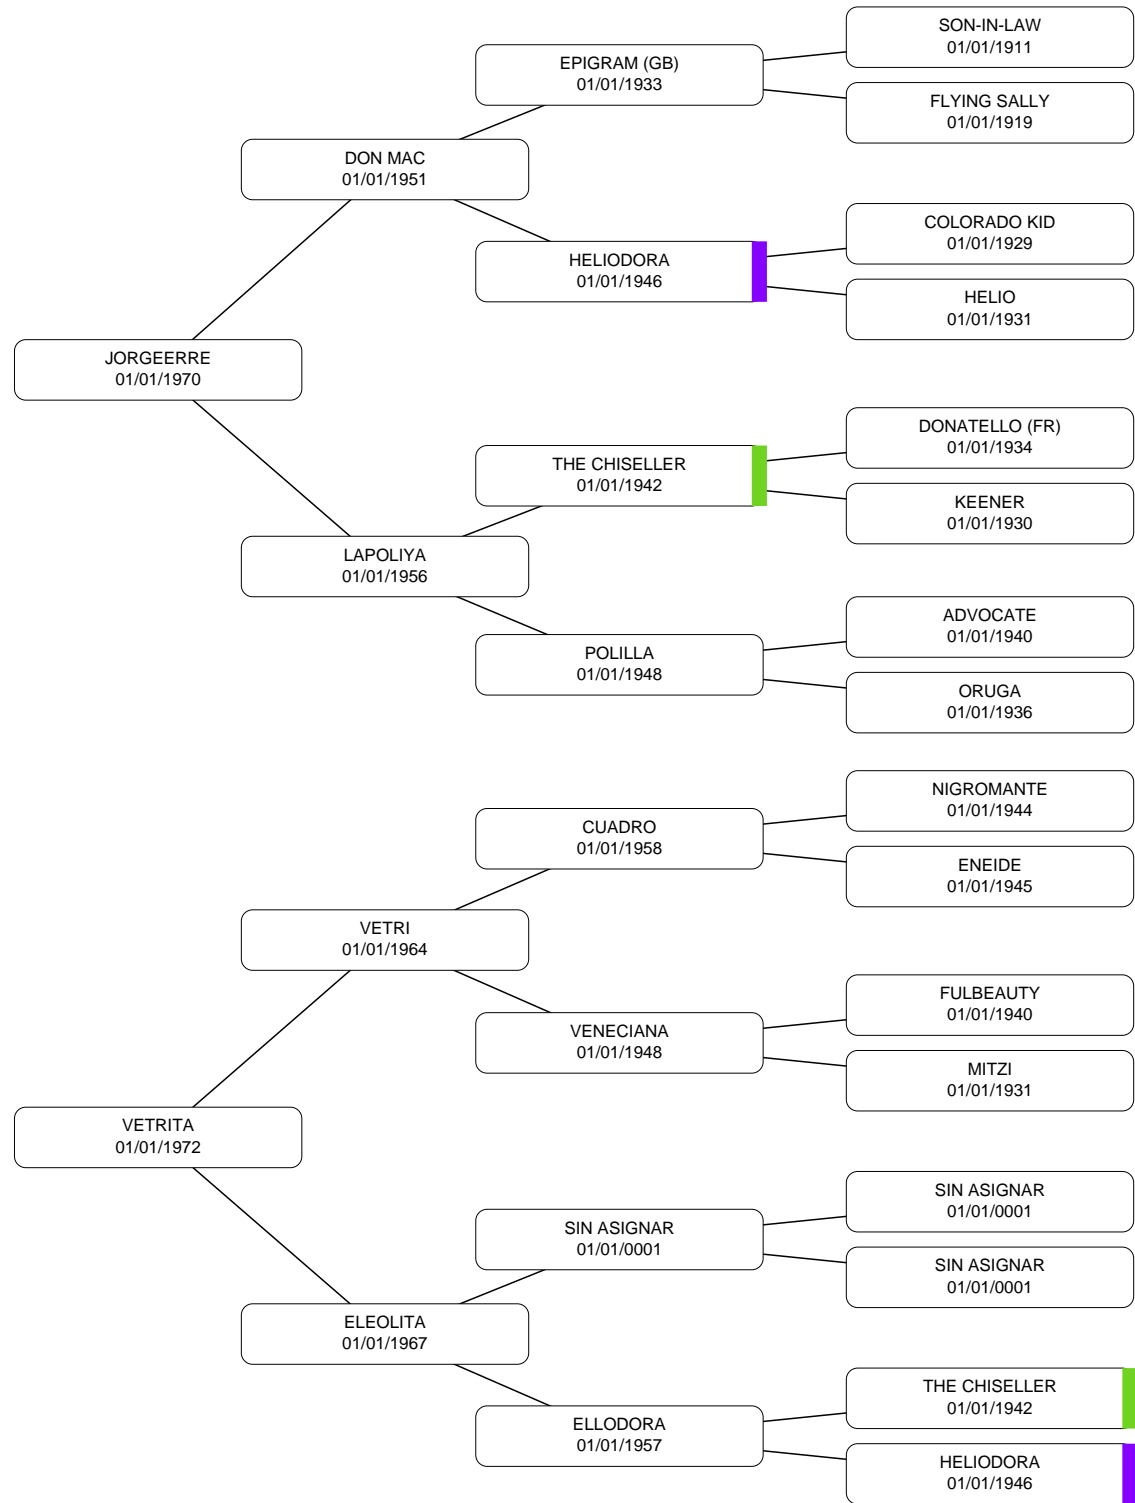 SON-IN-LAW
01/01/1911
EPIGRAM (GB)
01/01/1933
FLYING SALLY
01/01/1919
DON MAC
01/01/1951
COLORADO KID
01/01/1929
HELIODORA
01/01/1946
HELIO
01/01/1931
JORGEERRE
01/01/1970
DONATELLO (FR)
01/01/1934
THE CHISELLER
01/01/1942
KEENER
01/01/1930
LAPOLIYA
01/01/1956
ADVOCATE
01/01/1940
POLILLA
01/01/1948
ORUGA
01/01/1936
NIGROMANTE
01/01/1944
CUADRO
01/01/1958
ENEIDE
01/01/1945
VETRI
01/01/1964
FULBEAUTY
01/01/1940
VENECIANA
01/01/1948
MITZI
01/01/1931
VETRITA
01/01/1972
SIN ASIGNAR
01/01/0001
SIN ASIGNAR
01/01/0001
SIN ASIGNAR
01/01/0001
ELEOLITA
01/01/1967
THE CHISELLER
01/01/1942
ELLODORA
01/01/1957
HELIODORA
01/01/1946